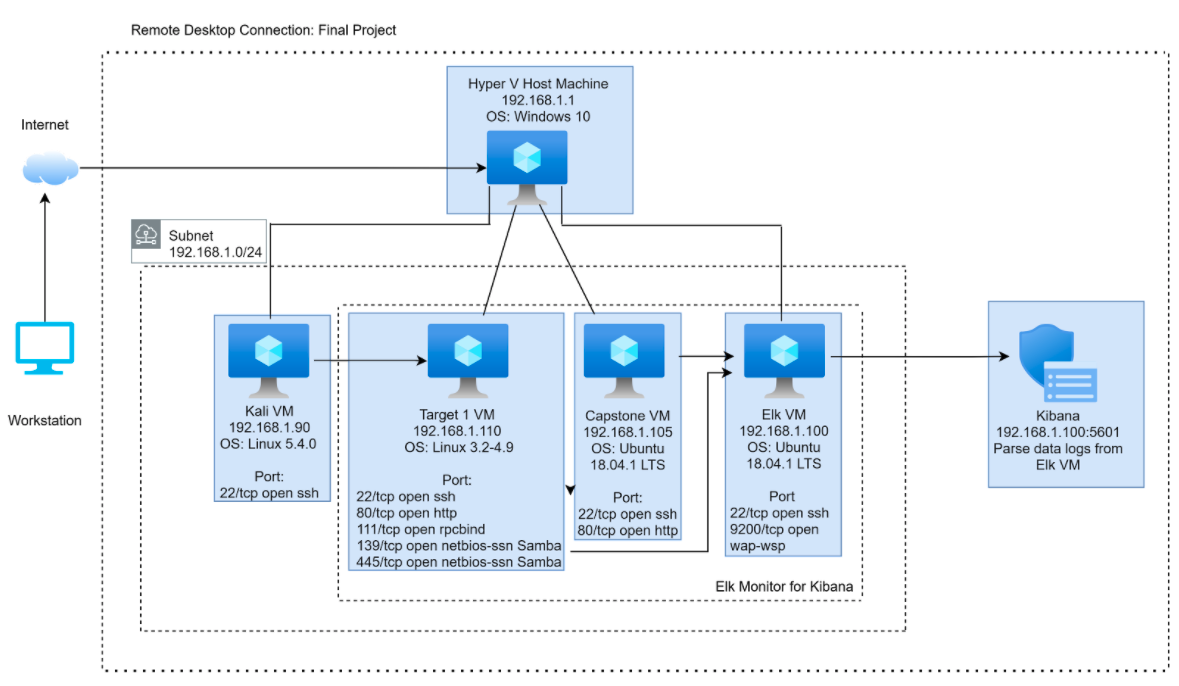 Remote Desktop Connection: Final Project
Hyper V Host Machine
192.168.1.1
OS: Windows 10
Internet
Subnet
192.168.1.0/24
Workstation
Kali VM
192.168.1.90
OS: Linux 5.4.0
Port:
22/tcp open ssh
Target 1 VM
192.168.1.110
OS: Linux 3.2-4.9
Port:
22/tcp open ssh
80/tcp open http
111/tcp open rpcbind
139/tcp open netbios-ssn Samba
445/tcp open netbios-ssn Samba
Capstone VM
192.168.1.105
OS: Ubuntu
18.04.1 LTS
Port:
22/tcp open ssh
80/tcp open http
Elk VM
192.168.1.100
OS: Ubuntu
18.04.1 LTS
Port
22/tcp open ssh
9200/tcp open
wap-wsp
Kibana
192.168.1.100:5601
Parse data logs from
Elk VM
Elk Monitor for Kibana